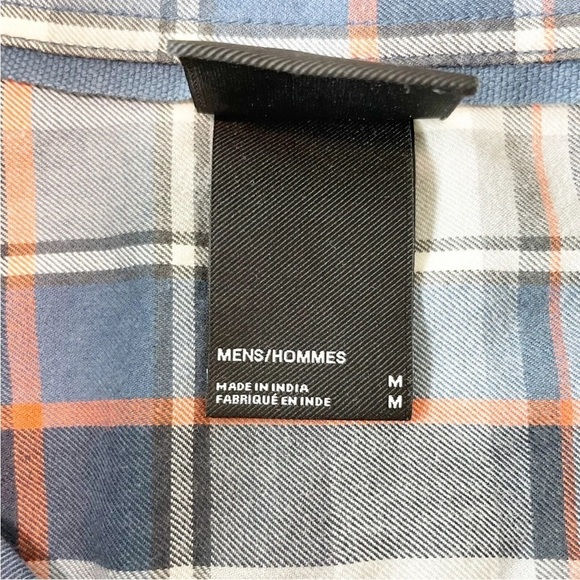 MENS/HOMMES
MADE IN INDIA M
FABRIQUÉ EN INDE M